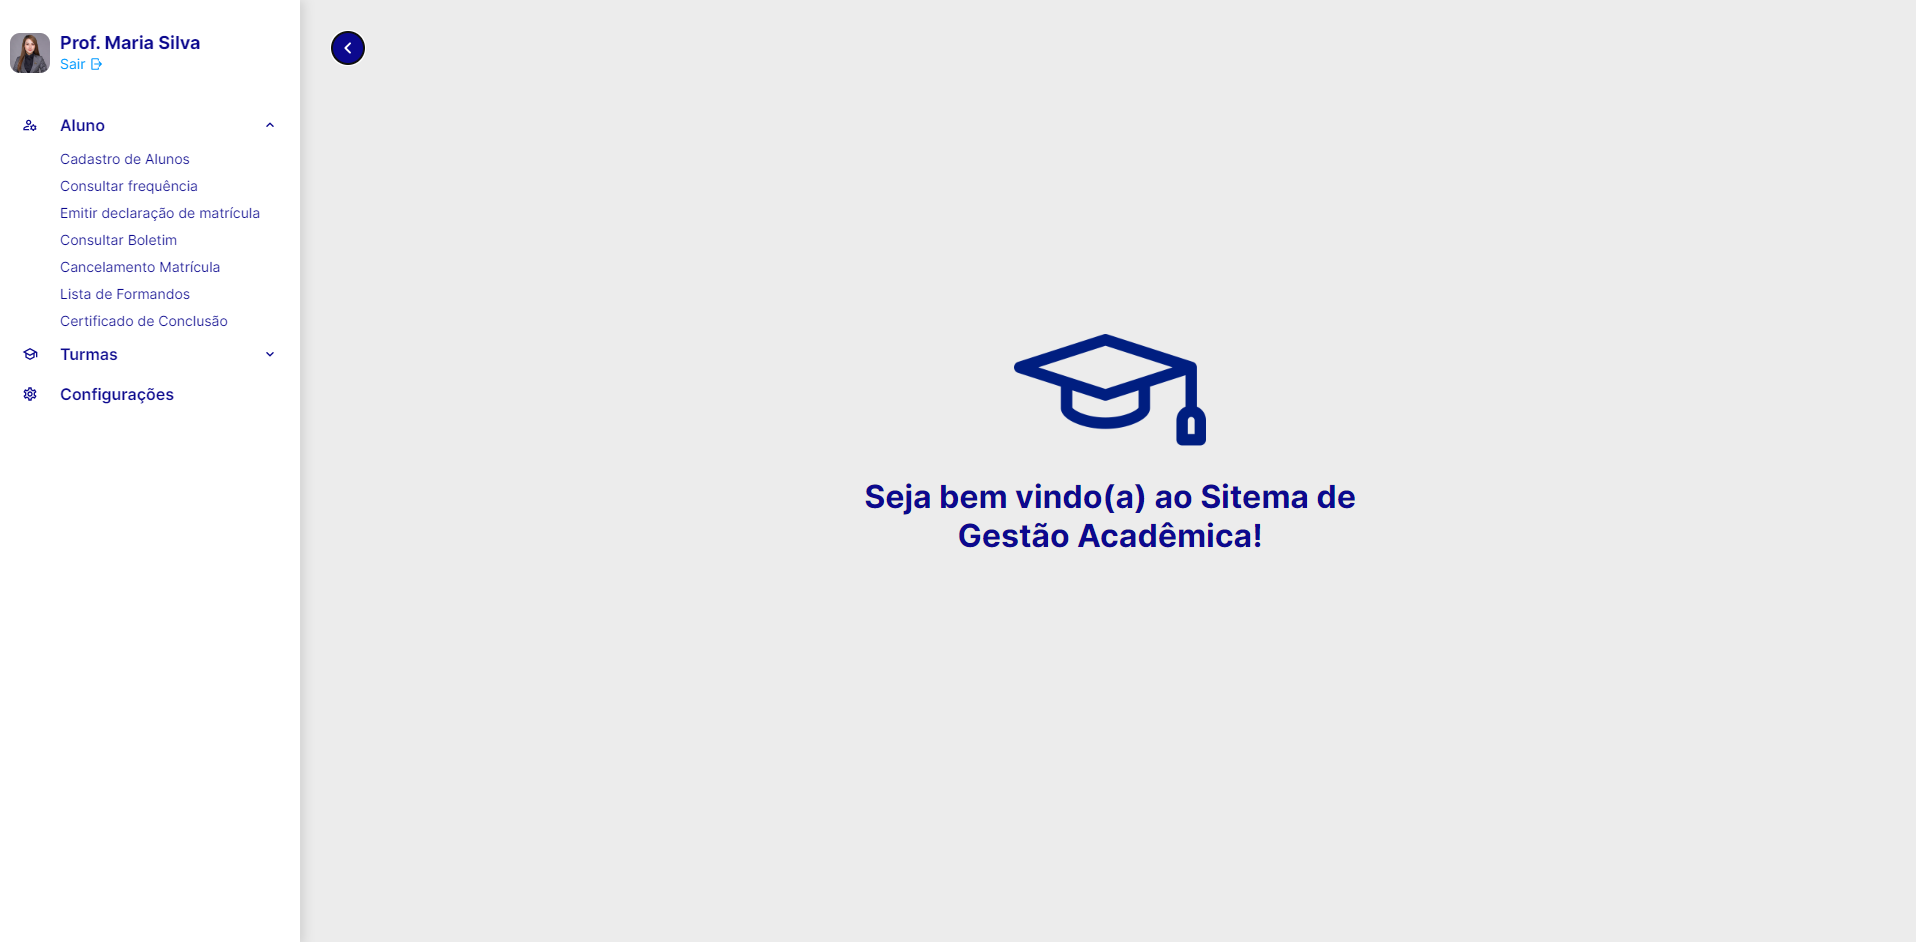 Prof. Maria Silva
Sair
Aluno
Cadastro de Alunos
Consultar frequência
Emitir declaração de matrícula
Consultar Boletim
Cancelamento Matrícula
Lista de Formandos
Certificado de Conclusão
Turmas
Configurações
Seja bem vindo(a) ao Sitema de
Gestão Acadêmica!